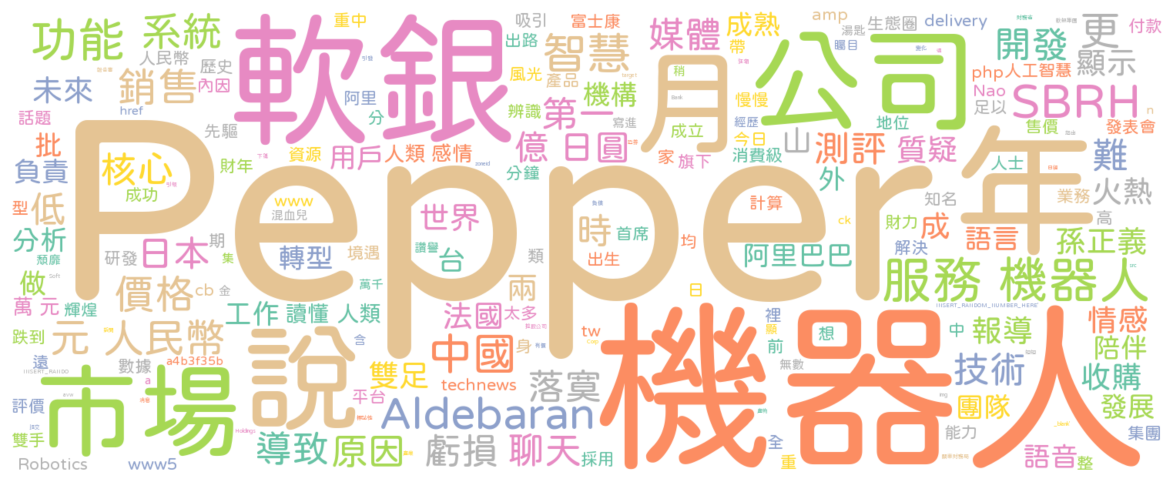 功能 系統 軟銀 重中 吸引 富士康 媒體 成熟 amp 生態圈 delivery 開發 更 付款
人民幣 歷史 出路 智慧 帶 湯匙 矚目 顯示
未來 銷售 內因 阿里 風光 產品 月 公司 php 人工智慧
話題 href 分 辨識 機構 慢慢 Nao 足以 SBRH n
批 先驅 第一 寫進 成立 經歷 地位 售價 發表會
負責 核心 財年 資源 用戶 人類 感情 億 日圓 家 旗下 今日 消費級 山 測評 質疑 人士 難
型 低 成功 Pepper 分鐘 外 年 業務 火熱
www 混血兒 世界 計算 知名 高
分析 頹靡 研發 日本 期 集 轉型 境遇 讚譽 台 時 首席 均 ck 財力 成 語言 孫正義
做 類 出生 阿里巴巴 解決
萬 元 輝煌 價格 cb 金 工作 讀懂 人類 萬千 兩 日 服務 機器人
跌到 元 人民幣 法國 太多 裡 想 中 報導 情感
遠 數據 a4b3f35b 說 含 中國 身 tw 機器人 前 無數 陪伴
市場 a 雙足 technews 落寞 技術 收購
評價 平台 Aldebaran 團隊 發展
雙手 導致 原因 虧損 聊天 採用 全 能力 集團
Robotics www5 重 語音 整